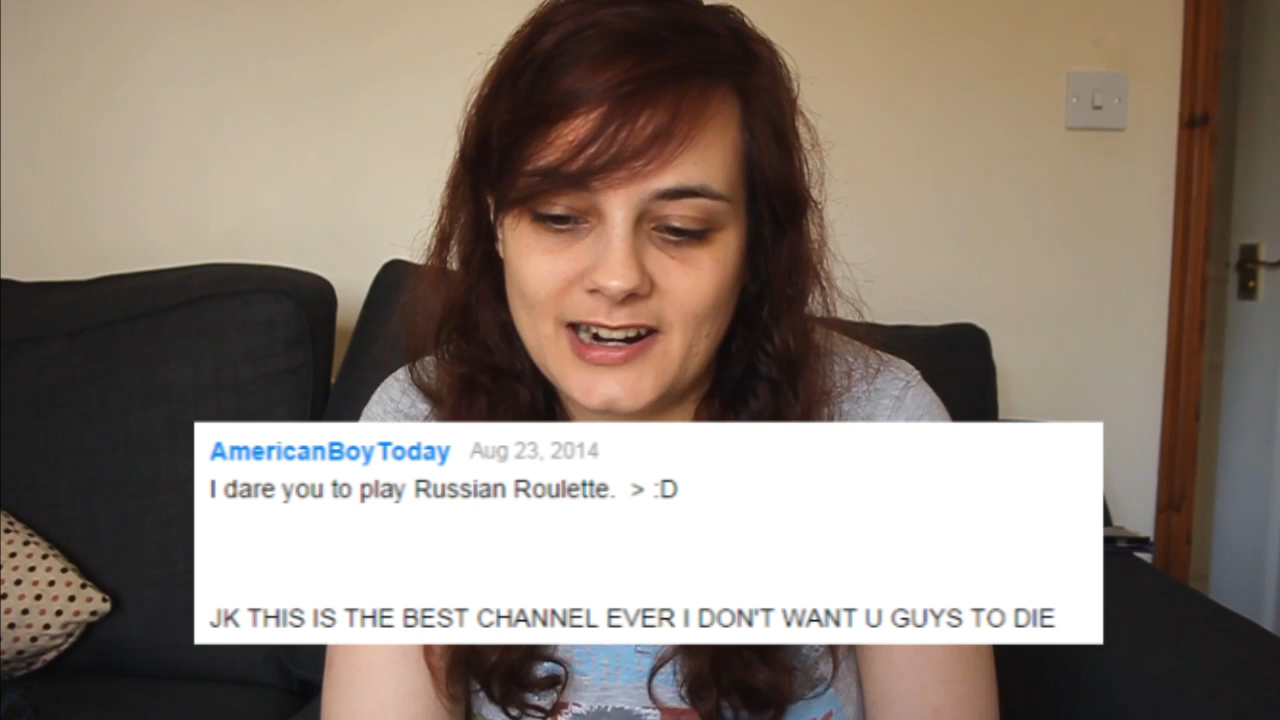 AmericanBoyToday Aug 23, 2014
I dare you to play Russian Roulette. > :D
JK THIS IS THE BEST CHANNEL EVER I DON'T WANT U GUYS TO DIE